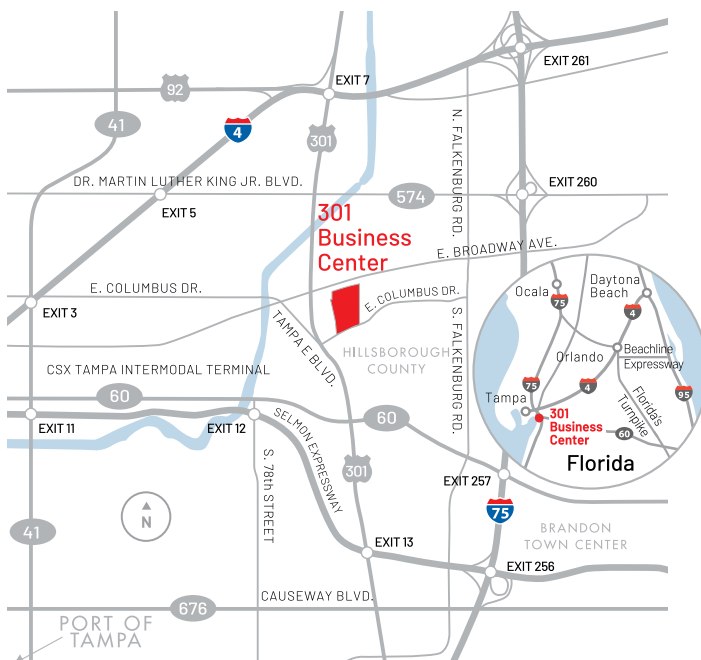 EXIT 7
EXIT 261
92
41
4
301
N. FALKENBURG RD.
DR. MARTIN LUTHER KING JR. BLVD.
574
EXIT 260
EXIT 5
301
Business
Center
E. BROADWAY AVE.
E. COLUMBUS DR.
E. COLUMBUS DR.
EXIT 3
TAMPA E BLVD.
HILLSBOROUGH
COUNTY
S. FALKENBURG RD.
CSX TAMPA INTERMODAL TERMINAL
60
60
EXIT 11
EXIT 12
SELMON EXPRESSWAY
S. 78th STREET
301
EXIT 257
75
N
41
EXIT 13
BRANDON
TOWN CENTER
EXIT 256
CAUSEWAY BLVD.
676
PORT OF
TAMPA
Ocala
75
Daytona
Beach
4
Orlando
Beachline
Expressway
75
4
95
Tampa
301
Business
Center
Florida's
Turnpike
60
Florida